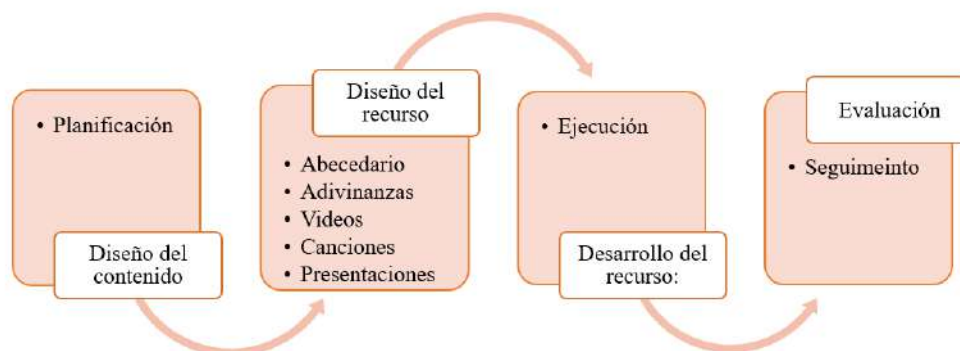 • Planificación
Diseño del
contenido
Diseño del
recurso
• Abecedario
• Adivinanzas
• Videos
• Canciones
• Presentaciones
• Ejecución
Desarrollo del
recurso:
Evaluación
• Seguimeinto